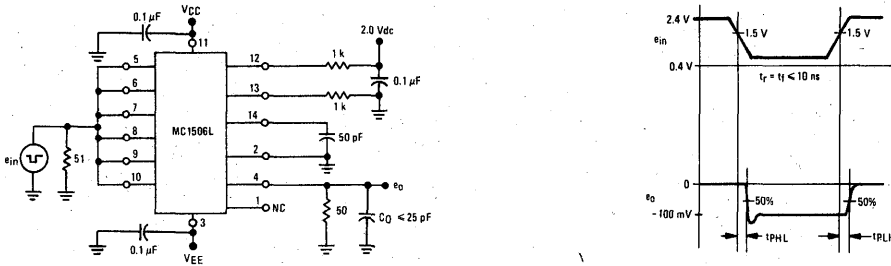 VCC
0.1 µF
11
2.0 Vdc
5
12
1 k
6
0.1 µF
13
7
1 k
14
MC1506L
8
50 pF
ein
51
9
2
10
4
eo
1
NC
50
CO ≤ 25 pF
3
0.1 µF
VEE
2.4 V
1.5 V
1.5 V
ein
0.4 V
tr = tf ≤ 10 ns
0
eo
50%
50%
-100 mV
tPHL
tPLH